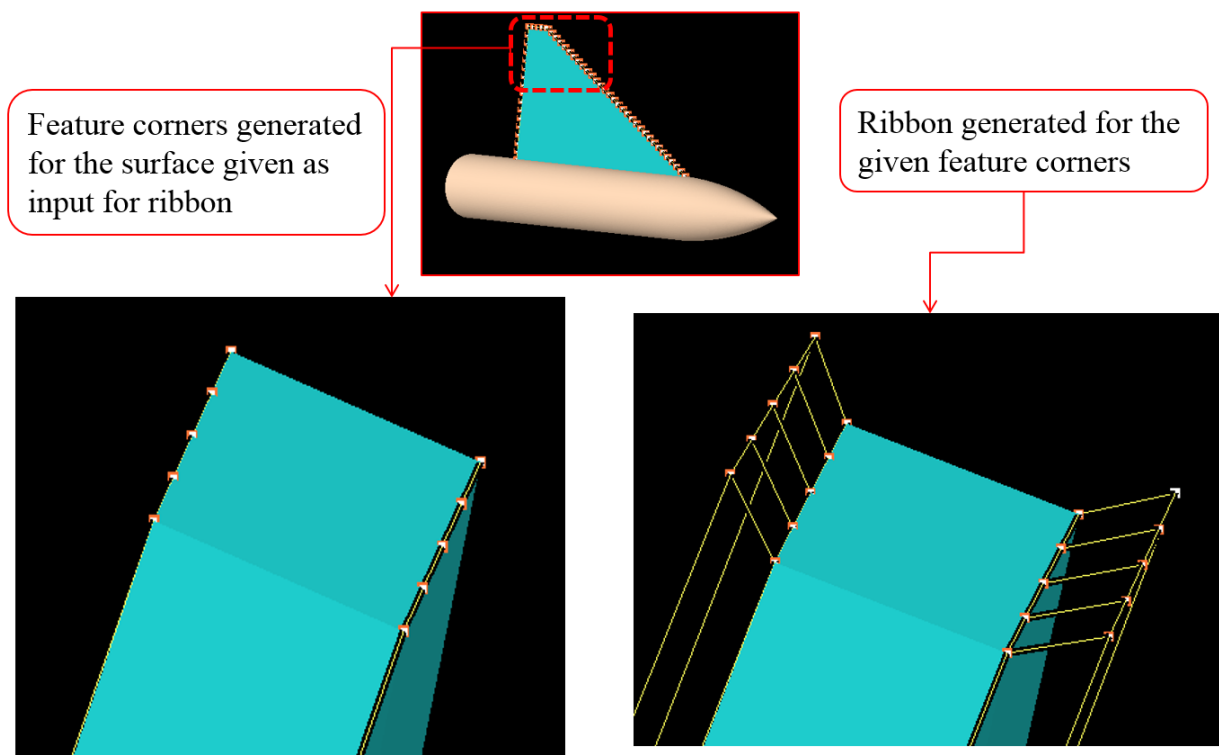 Feature corners generated
for the surface given as
input for ribbon
Ribbon generated for the
given feature corners